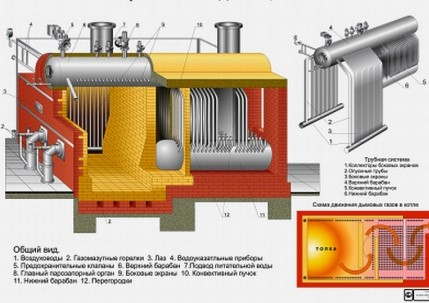 Трубная система
1.Коллекторы боковых экранов
2.Опускные трубы
3.Боковые экраны
4.Верхний барабан
5.Конвективный пучок
6.Нижний барабан
Схема движения дымовых газов в котле
ТОПКА
Общий вид.
1. Воздуховоды 2. Газомазутные горелки 3. Лаз 4. Водоуказательные приборы
5. Предохранительные клапаны 6. Верхний барабан 7.Подвод питательной воды
8. Главный парозапорный орган 9. Боковые экраны 10. Конвективный пучок
11. Нижний барабан 12. Перегородки